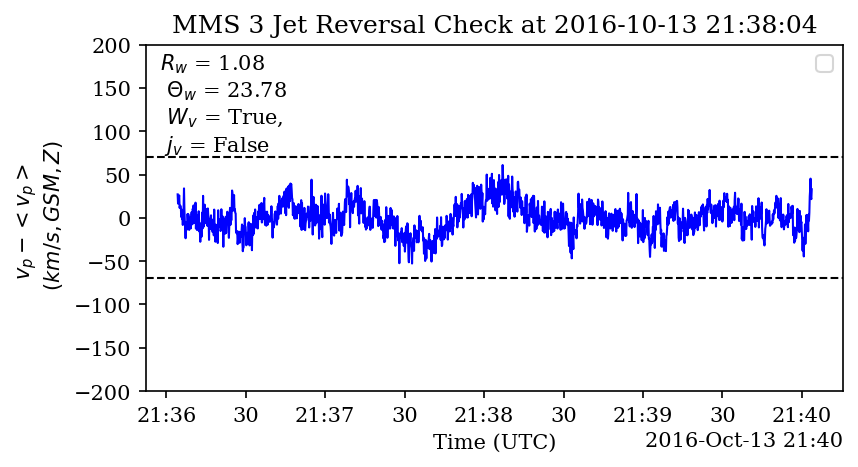 MMS 3 Jet Reversal Check at 2016-10-13 21:38:04
R_w = 1.08
Θ_w = 23.78
W_v = True,
j_v = False
v_p − < v_p >
(km/s, GSM, Z)
200
150
100
50
0
−50
−100
−150
−200
21:36 30 21:37 30 21:38 30 21:39 30 21:40
Time (UTC) 2016-Oct-13 21:40